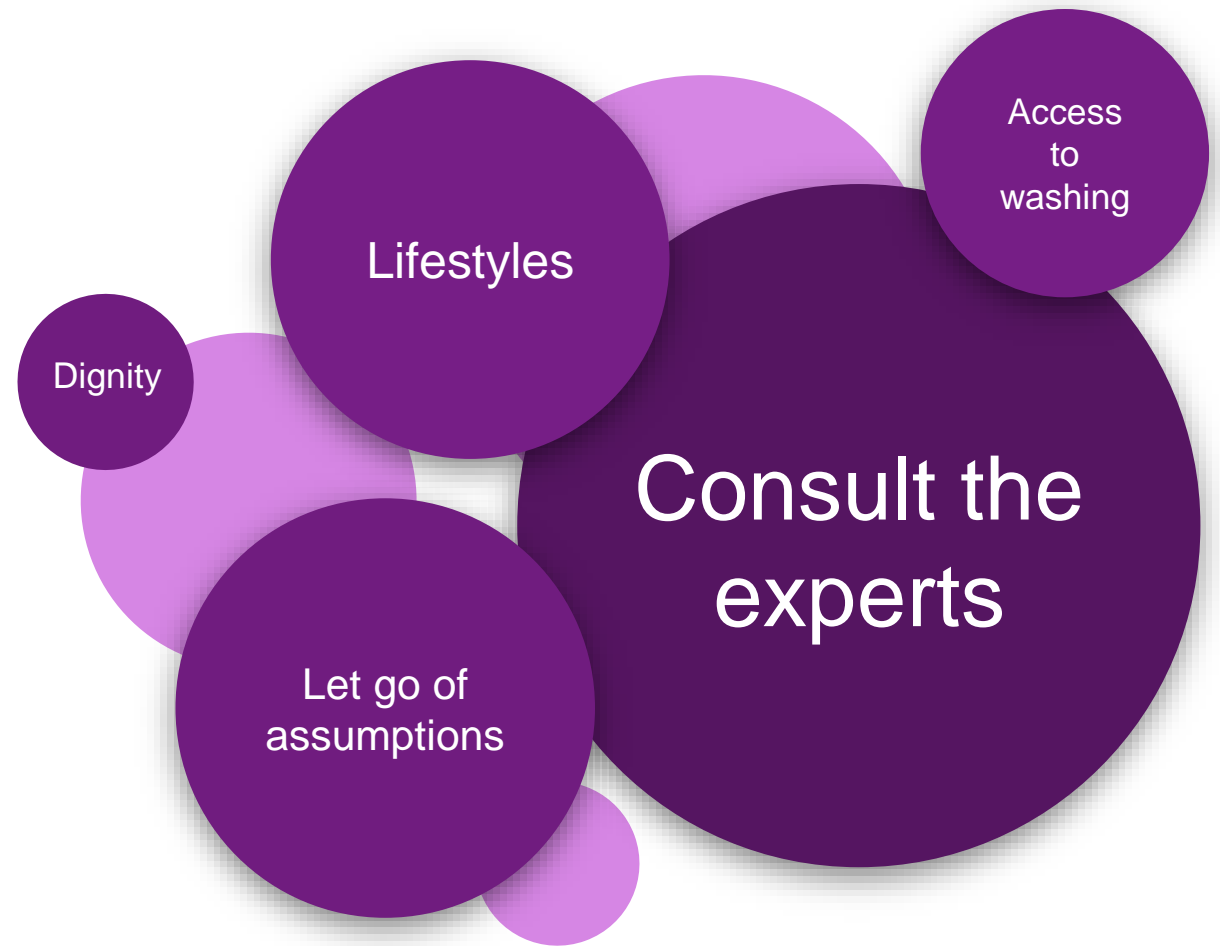 Access
to
washing
Lifestyles
Dignity
Consult the
experts
Let go of
assumptions